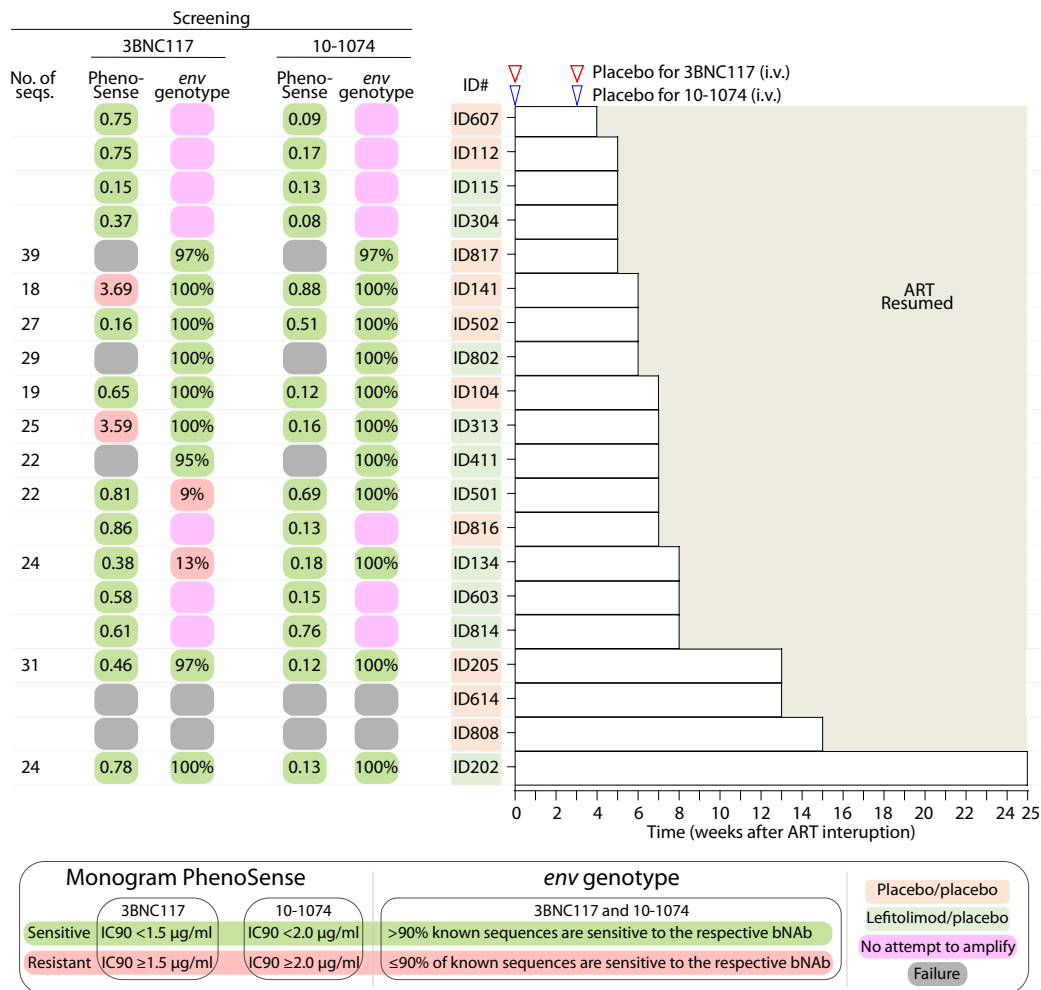 Screening
3BNC117 10-1074
No. of seqs. Pheno-Sense env genotype Pheno-Sense env genotype ID#
Placebo for 3BNC117 (i.v.)
Placebo for 10-1074 (i.v.)
0.75 0.09 ID607
0.75 0.17 ID112
0.15 0.13 ID115
0.37 0.08 ID304
39 97% 97% ID817
18 3.69 100% 0.88 100% ID141
ART
Resumed
27 0.16 100% 0.51 100% ID502
29 100% 100% ID802
19 0.65 100% 0.12 100% ID104
25 3.59 100% 0.16 100% ID313
22 95% 100% ID411
22 0.81 9% 0.69 100% ID501
0.86 0.13 ID816
24 0.38 13% 0.18 100% ID134
0.58 0.15 ID603
0.61 0.76 ID814
31 0.46 97% 0.12 100% ID205
ID614
ID808
24 0.78 100% 0.13 100% ID202
0 2 4 6 8 10 12 14 16 18 20 22 22 24 25
Time (weeks after ART interuption)
Monogram PhenoSense env genotype
3BNC117 10-1074 3BNC117 and 10-1074
Sensitive IC90 <1.5 µg/ml IC90 <2.0 µg/ml >90% known sequences are sensitive to the respective bNAb
Resistant IC90 ≥1.5 µg/ml IC90 ≥2.0 µg/ml ≤90% of known sequences are sensitive to the respective bNAb
Placebo/placebo
Lefitolimod/placebo
No attempt to amplify
Failure